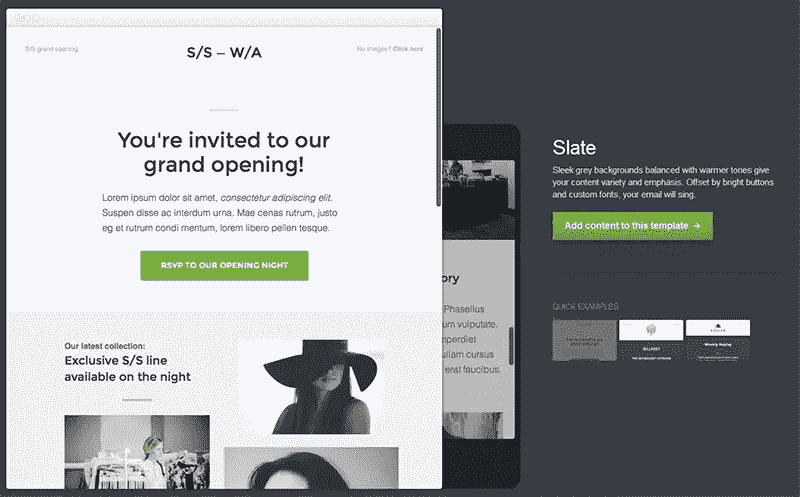 S/S grand opening
S/S – W/A
No images? Click here
You're invited to our
grand opening!
Lorem ipsum dolor sit amet, consectetur adipiscing elit.
Suspen disse ac interdum urna. Mae cenas rutrum, justo
eg et rutrum condi mentum, lorem libero pellen tesque.
RSVP TO OUR OPENING NIGHT
Our latest collection:
Exclusive S/S line
available on the night
ory
Phasellus
um vulputate.
mperdiet
ullam cursus
erat faucibus.
Slate
Sleek grey backgrounds balanced with warmer tones give
your content variety and emphasis. Offset by bright buttons
and custom fonts, your email will sing.
Add content to this template →
QUICK EXAMPLES
Weekly Replay